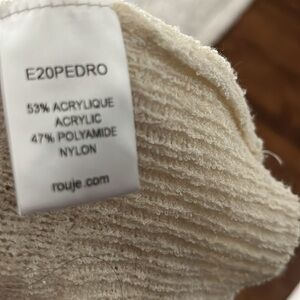 E20PEDRO
53% ACRYLIQUE
ACRYLIC
47% POLYAMIDE
NYLON
rouje.com